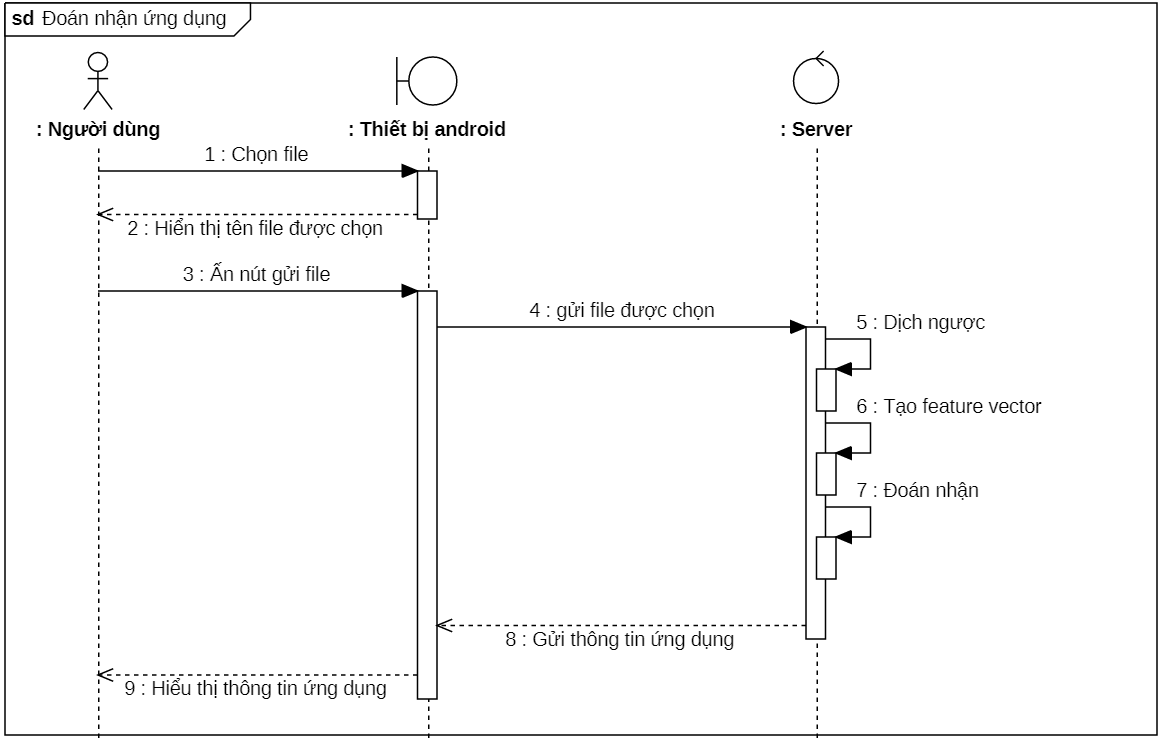 sd Đoán nhận ứng dụng
: Người dùng
: Thiết bị android
: Server
1 : Chọn file
2 : Hiển thị tên file được chọn
3 : Ấn nút gửi file
4 : gửi file được chọn
5 : Dịch ngược
6 : Tạo feature vector
7 : Đoán nhận
8 : Gửi thông tin ứng dụng
9 : Hiểu thị thông tin ứng dụng